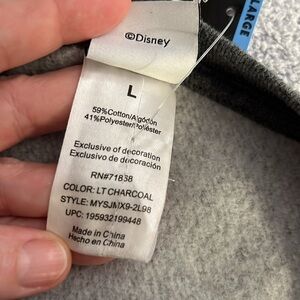 ©Disney
LARGE
L
59%Cotton/Algodón
41%Polyester/Poliéster
Exclusive of decoration
Exclusivo de decoración
RN#71838
COLOR: LT CHARCOAL
STYLE: MYSJMX9-2L98
UPC: 195932199448
Made in China
Hecho en China